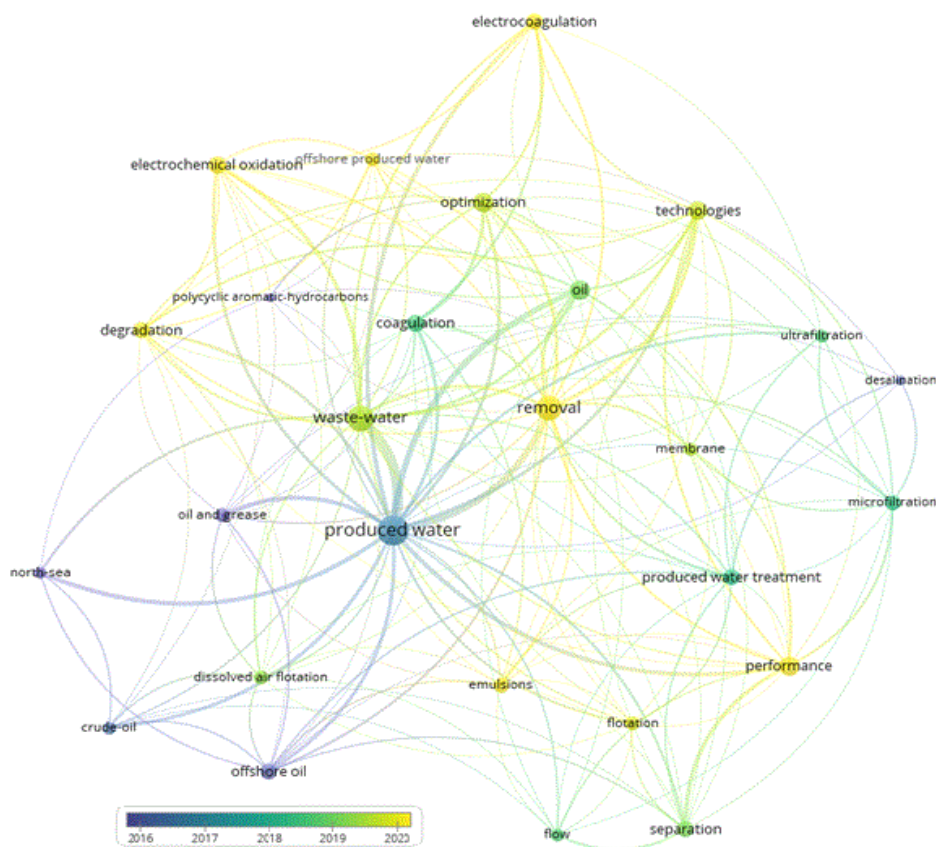 electrocoagulation
electrochemical oxidation
offshore produced water
optimization
technologies
polycyclic aromatic-hydrocarbons
oil
degradation
coagulation
ultrafiltration
desalination
waste-water
removal
membrane
oil and grease
produced water
microfiltration
north-sea
produced water treatment
dissolved air flotation
emulsions
performance
crude-oil
flotation
offshore oil
flow
separation
2016 2017 2018 2019